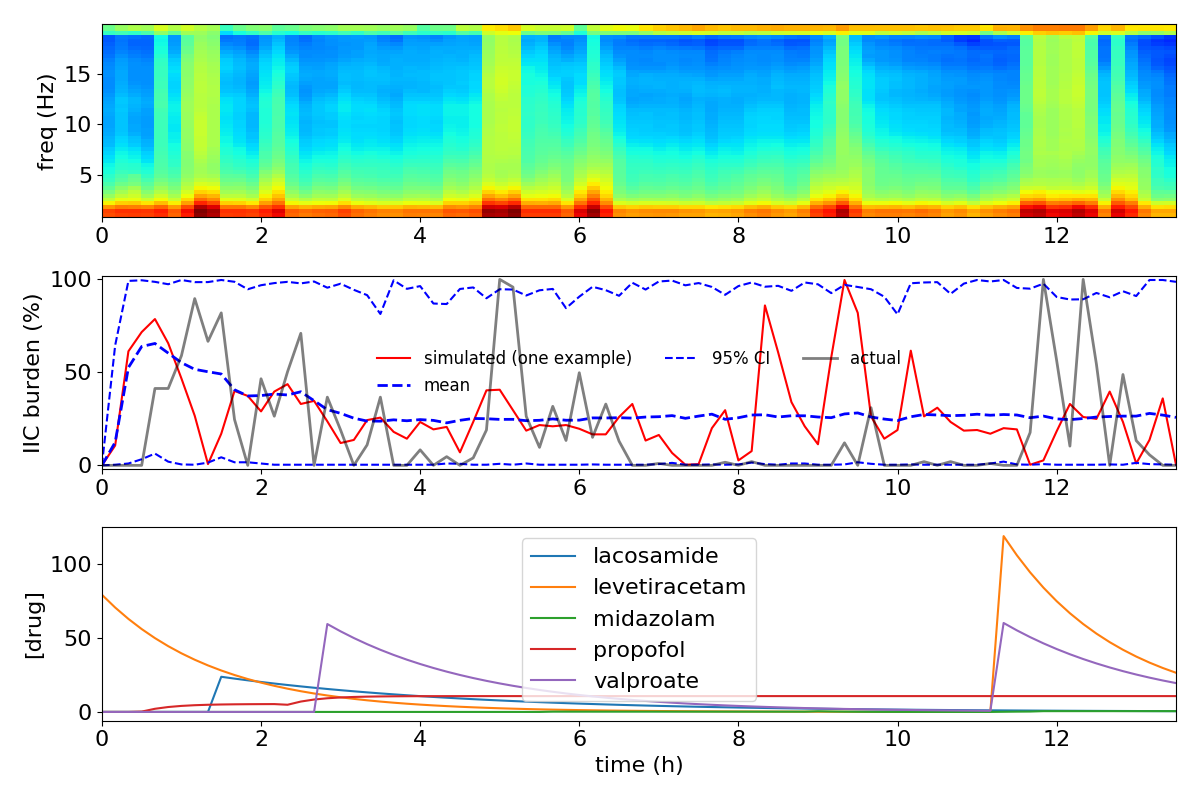 freq (Hz)
15
10
5
0 2 4 6 8 10 12
IIC burden (%)
100
50
0
simulated (one example) 95% CI actual
mean
0 2 4 6 8 10 12
[drug]
100
50
0
lacosamide
levetiracetam
midazolam
propofol
valproate
0 2 4 6 8 10 12
time (h)